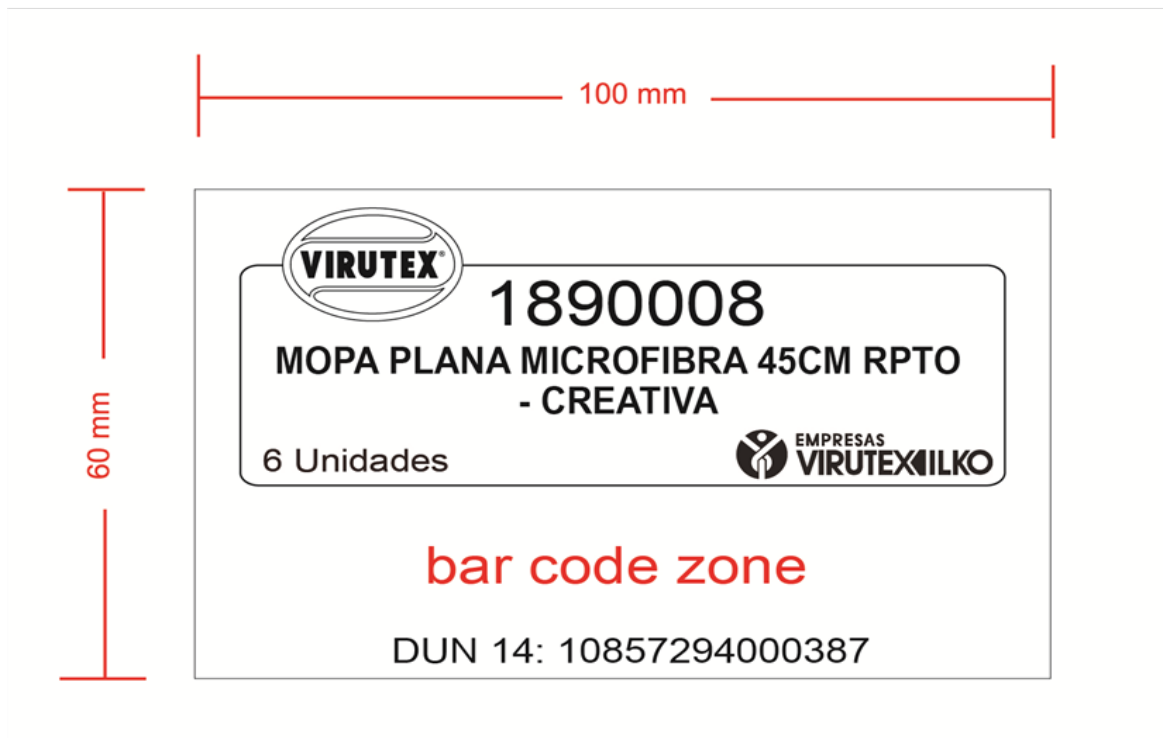 100 mm
60 mm
VIRUTEX®
1890008
MOPA PLANA MICROFIBRA 45CM RPTO
- CREATIVA
6 Unidades
EMPRESAS
VIRUTEX ILKO
bar code zone
DUN 14: 10857294000387